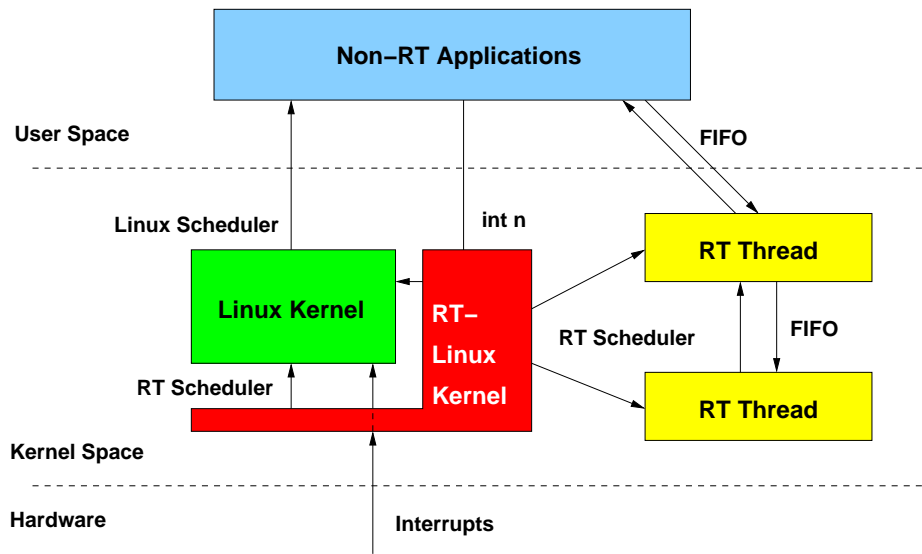 Non−RT Applications
User Space
FIFO
Linux Scheduler
int n
RT Thread
Linux Kernel
RT−
Linux
Kernel
RT Scheduler
FIFO
RT Scheduler
RT Thread
Kernel Space
Hardware
Interrupts